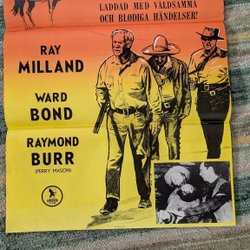 LADDAD MED VÅLDSAMMA
OCH BLODIGA HÄNDELSER!
RAY
MILLAND
WARD
BOND
RAYMOND
BURR
(PERRY MASON)